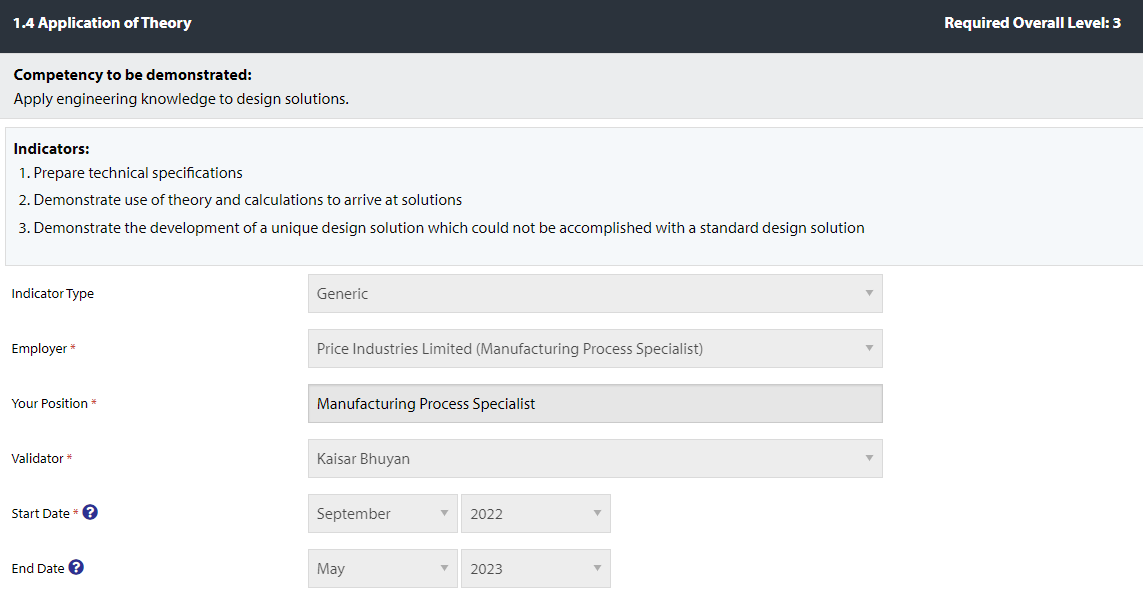 1.4 Application of Theory Required Overall Level: 3
Competency to be demonstrated:
Apply engineering knowledge to design solutions.
Indicators:
1. Prepare technical specifications
2. Demonstrate use of theory and calculations to arrive at solutions
3. Demonstrate the development of a unique design solution which could not be accomplished with a standard design solution
Indicator Type Generic
Employer * Price Industries Limited (Manufacturing Process Specialist)
Your Position * Manufacturing Process Specialist
Validator * Kaisar Bhuyan
Start Date * ? September 2022
End Date ? May 2023